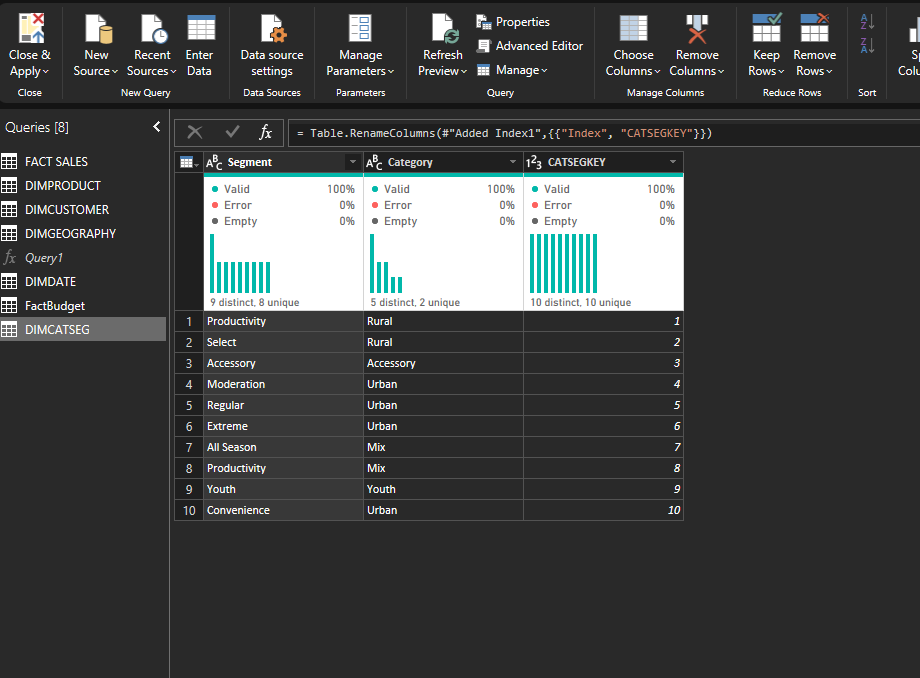 Close & Apply
New Source
Recent Sources
Enter Data
Data source settings
Manage Parameters
Refresh Preview
Properties
Advanced Editor
Manage
Choose Columns
Remove Columns
Keep Rows
Remove Rows
Close
New Query
Data Sources
Parameters
Query
Manage Columns
Reduce Rows
Sort
Queries [8]
fx
= Table.RenameColumns(#"Added Index1",{{"Index", "CATSEGKEY"}})
FACT SALES
DIMPRODUCT
DIMCUSTOMER
DIMGEOGRAPHY
fx Query1
DIMDATE
FactBudget
DIMCATSEG
ABC Segment ABC Category 123 CATSEGKEY
Valid 100% Valid 100% Valid 100%
Error 0% Error 0% Error 0%
Empty 0% Empty 0% Empty 0%
9 distinct, 8 unique 5 distinct, 2 unique 10 distinct, 10 unique
1 Productivity Rural 1
2 Select Rural 2
3 Accessory Accessory 3
4 Moderation Urban 4
5 Regular Urban 5
6 Extreme Urban 6
7 All Season Mix 7
8 Productivity Mix 8
9 Youth Youth 9
10 Convenience Urban 10